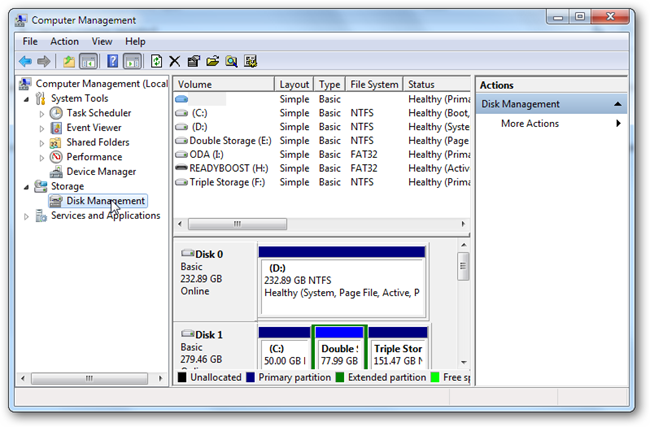 Computer Management
File Action View Help
Computer Management (Local
System Tools
Task Scheduler
Event Viewer
Shared Folders
Performance
Device Manager
Storage
Disk Management
Services and Applications
Volume Layout Type File System Status
Simple Basic Healthy (Prima
(C:) Simple Basic NTFS Healthy (Boot,
(D:) Simple Basic NTFS Healthy (Syste
Double Storage (E:) Simple Basic NTFS Healthy (Page
ODA (I:) Simple Basic FAT32 Healthy (Prima
READYBOOST (H:) Simple Basic FAT32 Healthy (Activ
Triple Storage (F:) Simple Basic NTFS Healthy (Prima
Disk 0
Basic
232.89 GB
Online
(D:)
232.89 GB NTFS
Healthy (System, Page File, Active, P
Disk 1
Basic
279.46 GB
(C:)
50.00 GB
Double
77.99 GB
Triple Stor
151.47 GB
Unallocated Primary partition Extended partition Free sp
Actions
Disk Management
More Actions